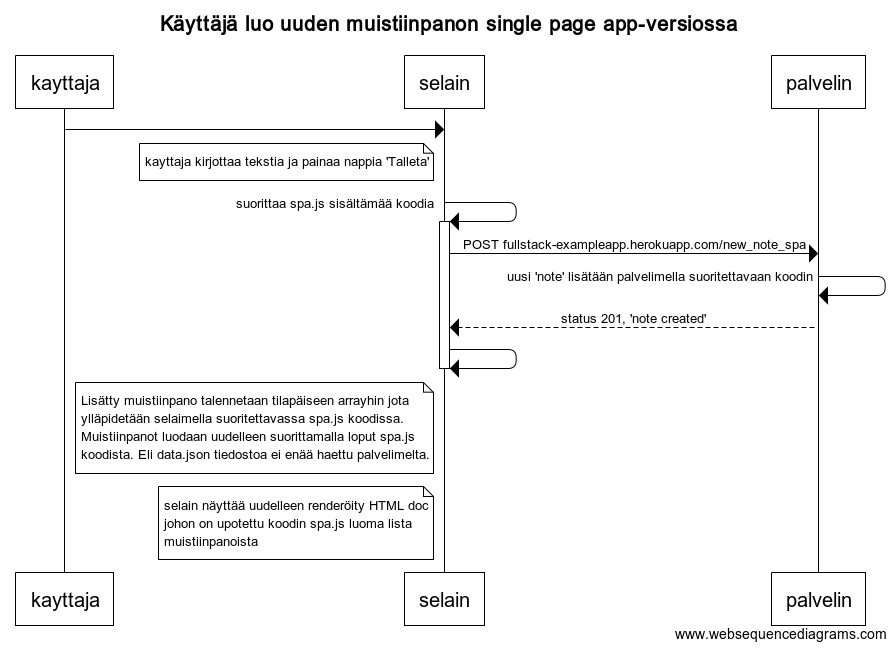 Käyttäjä luo uuden muistiinpanon single page app-versiossa
kayttaja
selain
palvelin
kayttaja kirjottaa tekstia ja painaa nappia 'Talleta'
suorittaa spa.js sisältämää koodia
POST fullstack-exampleapp.herokuapp.com/new_note_spa
uusi 'note' lisätään palvelimella suoritettavaan koodin
status 201, 'note created'
Lisätty muistiinpano talennetaan tilapäiseen arrayhin jota
ylläpidetään selaimella suoritettavassa spa.js koodissa.
Muistiinpanot luodaan uudelleen suorittamalla loput spa.js
koodista. Eli data.json tiedostoa ei enää haettu palvelimelta.
selain näyttää uudelleen renderöity HTML doc
johon on upotettu koodin spa.js luoma lista
muistiinpanoista
kayttaja
selain
palvelin
www.websequencediagrams.com